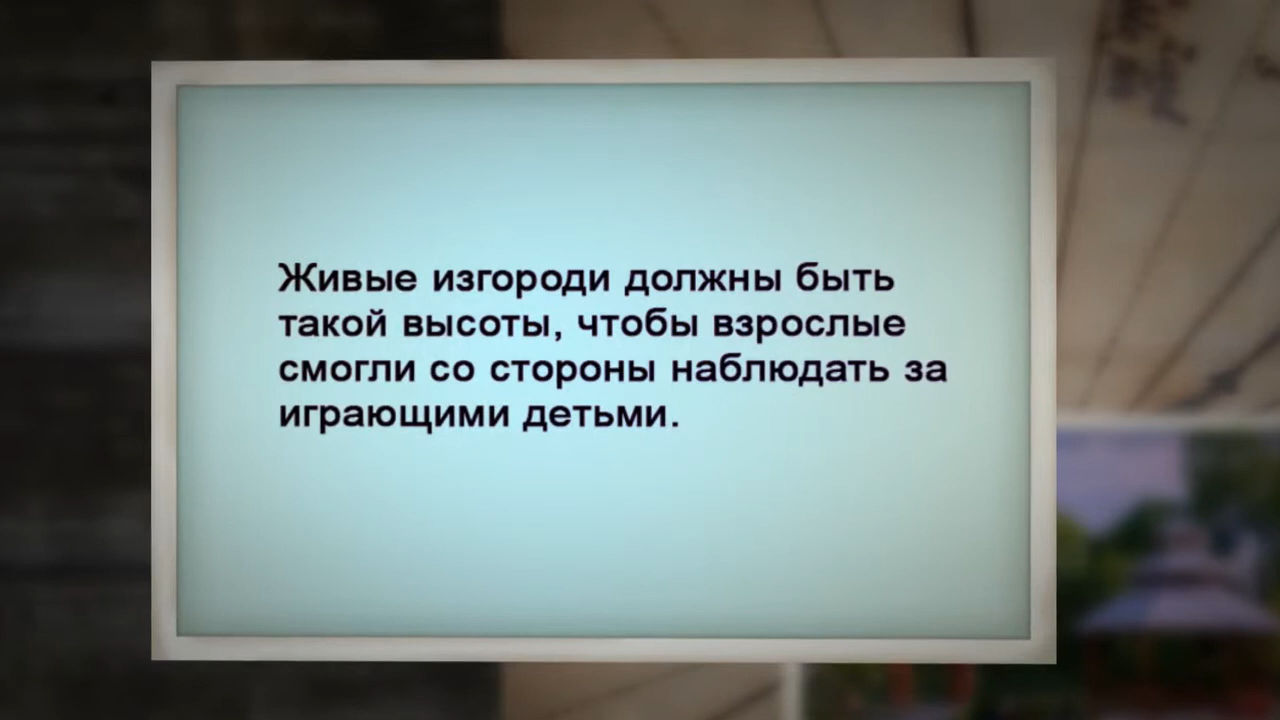 Живые изгороди должны быть
такой высоты, чтобы взрослые
смогли со стороны наблюдать за
играющими детьми.